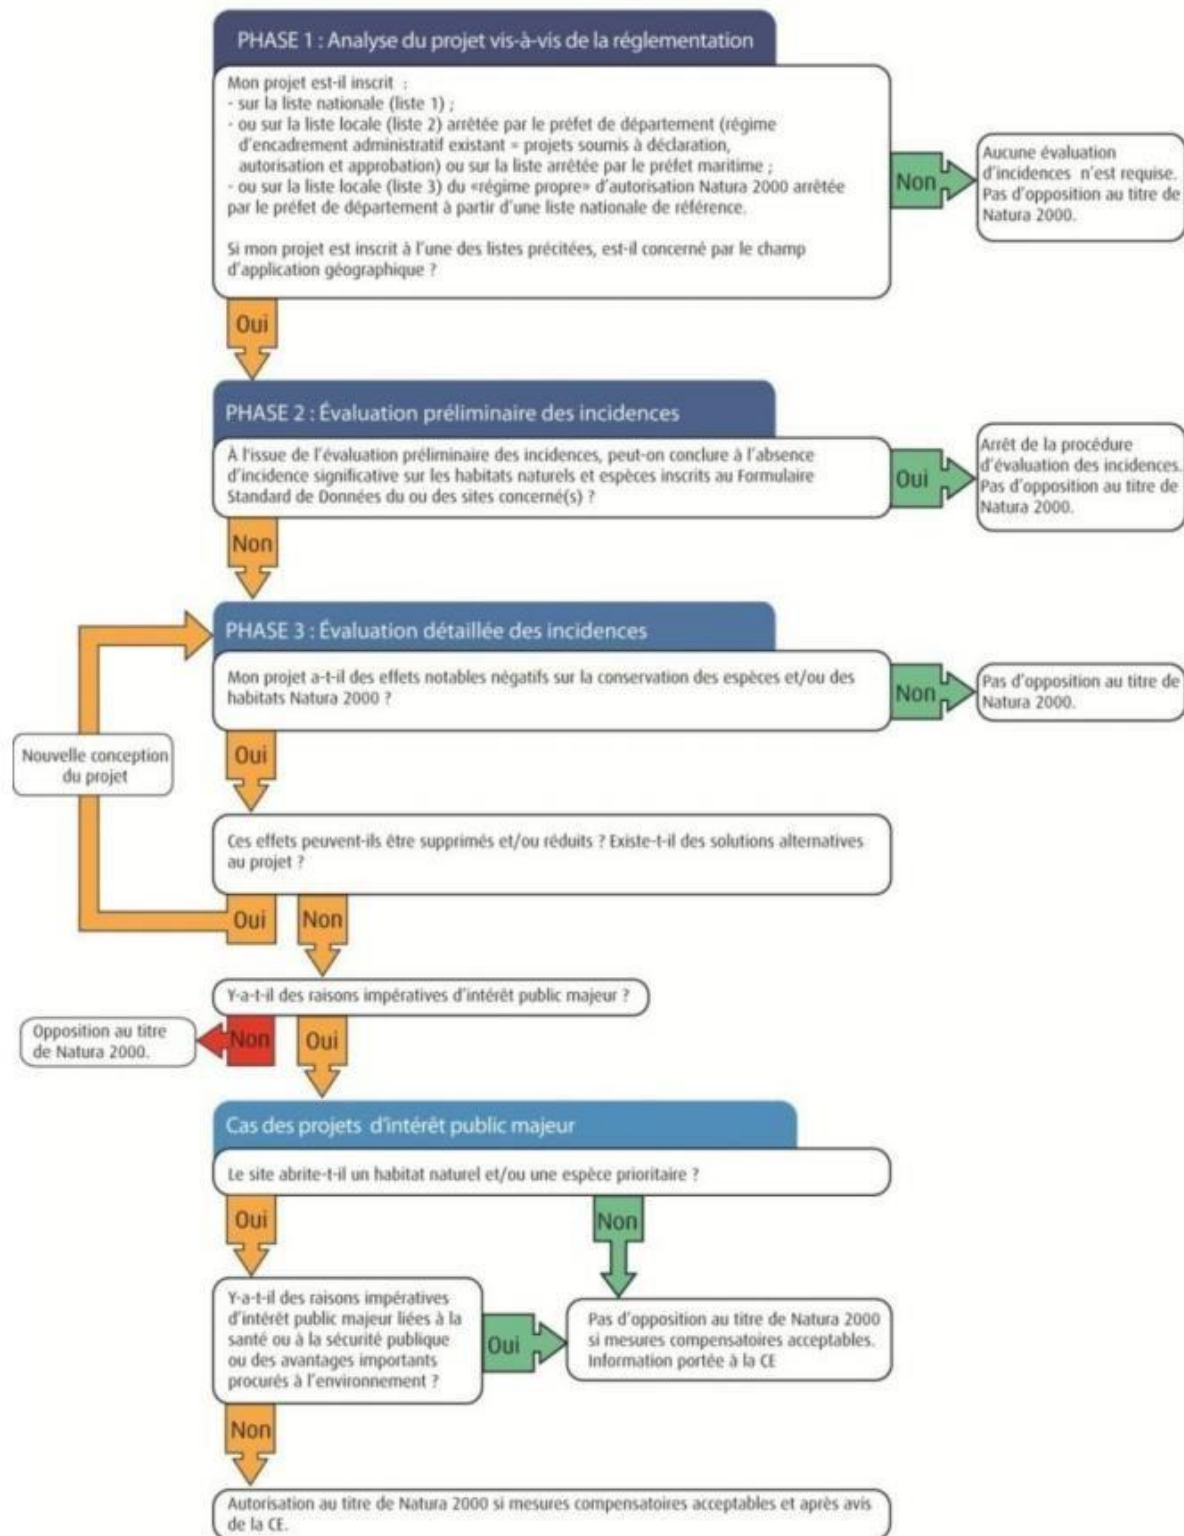 PHASE 1 : Analyse du projet vis-à-vis de la réglementation
Mon projet est-il inscrit :
- sur la liste nationale (liste 1) ;
- ou sur la liste locale (liste 2) arrêtée par le préfet de département (régime
d'encadrement administratif existant = projets soumis à déclaration,
autorisation et approbation) ou sur la liste arrêtée par le préfet maritime ;
- ou sur la liste locale (liste 3) du «régime propre» d'autorisation Natura 2000 arrêtée
par le préfet de département à partir d'une liste nationale de référence.
Si mon projet est inscrit à l'une des listes précitées, est-il concerné par le champ
d'application géographique ?
Non
Aucune évaluation
d'incidences n'est requise.
Pas d'opposition au titre de
Natura 2000.
Oui
PHASE 2 : Évaluation préliminaire des incidences
À l'issue de l'évaluation préliminaire des incidences, peut-on conclure à l'absence
d'incidence significative sur les habitats naturels et espèces inscrits au Formulaire
Standard de Données du ou des sites concerné(s) ?
Oui
Arrêt de la procédure
d'évaluation des incidences.
Pas d'opposition au titre de
Natura 2000.
Non
PHASE 3 : Évaluation détaillée des incidences
Mon projet a-t-il des effets notables négatifs sur la conservation des espèces et/ou des
habitats Natura 2000 ?
Non
Pas d'opposition au titre de
Natura 2000.
Nouvelle conception
du projet
Oui
Ces effets peuvent-ils être supprimés et/ou réduits ? Existe-t-il des solutions alternatives
au projet ?
Oui
Non
Y-a-t-il des raisons impératives d'intérêt public majeur ?
Opposition au titre
de Natura 2000.
Non
Oui
Cas des projets d'intérêt public majeur
Le site abrite-t-il un habitat naturel et/ou une espèce prioritaire ?
Oui
Non
Y-a-t-il des raisons impératives
d'intérêt public majeur liées à la
santé ou à la sécurité publique
ou des avantages importants
procurés à l'environnement ?
Oui
Pas d'opposition au titre de Natura 2000
si mesures compensatoires acceptables.
Information portée à la CE
Non
Autorisation au titre de Natura 2000 si mesures compensatoires acceptables et après avis
de la CE.